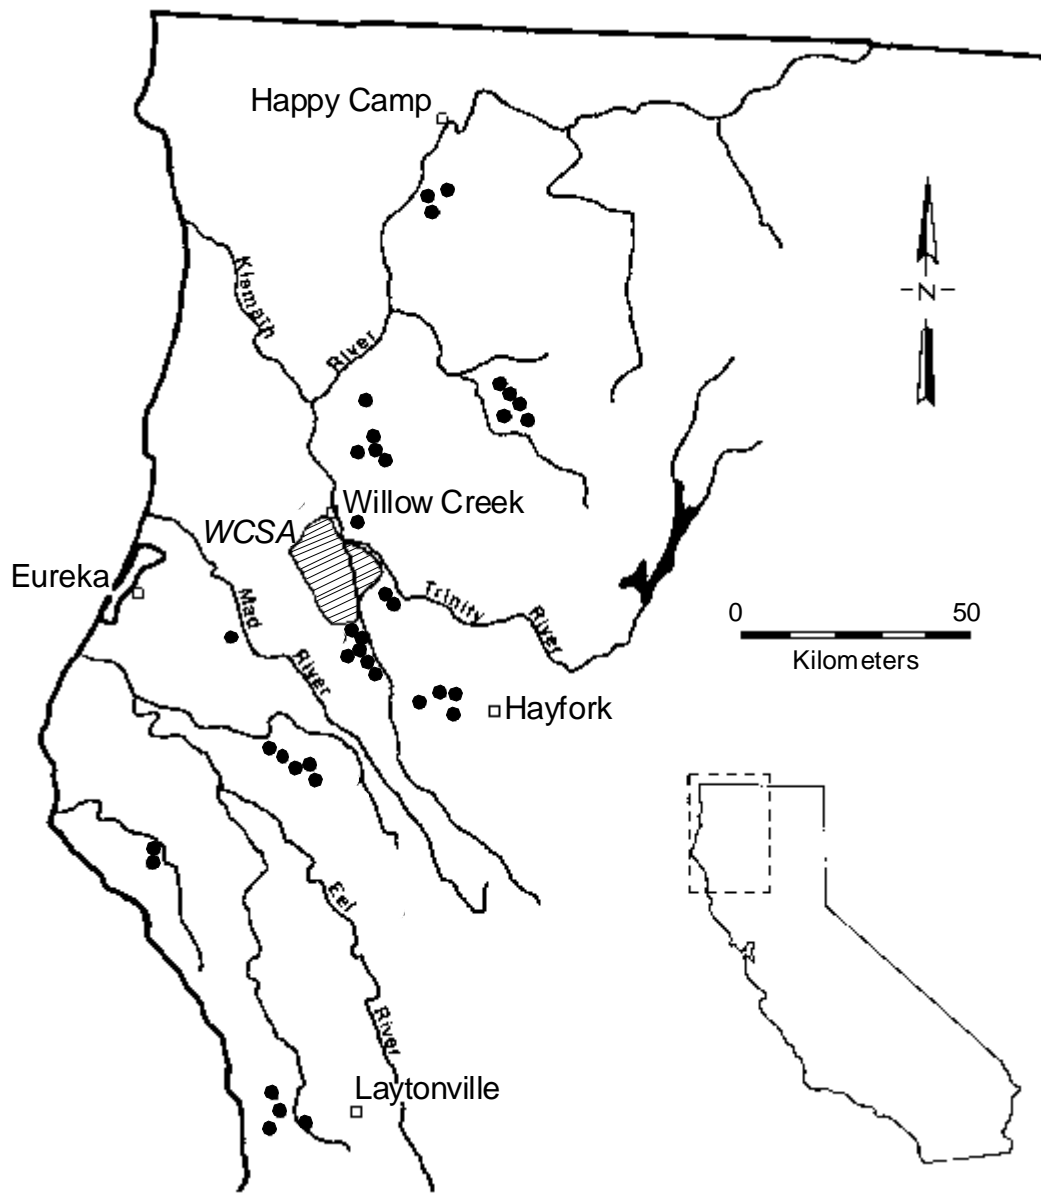 Happy Camp
Klamath
N
River
Willow Creek
WCSA
Eureka
Mad
Trinity
River
0 50
Kilometers
River
Hayfork
Eel
River
Laytonville